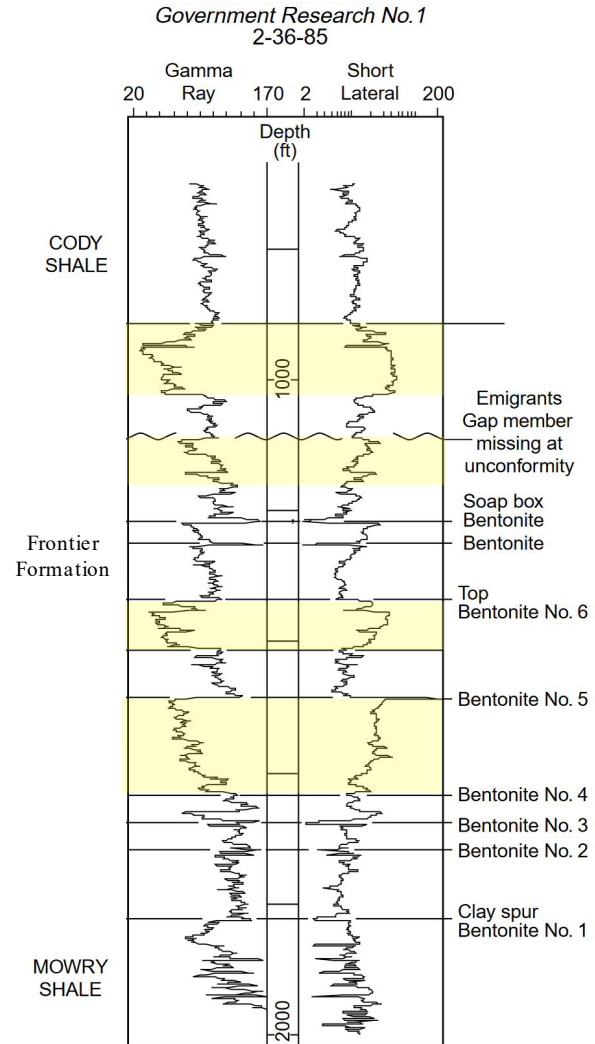 Government Research No.1
2-36-85
Gamma
Ray
Short
Lateral
20
170
2
200
Depth
(ft)
CODY
SHALE
1000
Emigrants
Gap member
missing at
unconformity
Soap box
Bentonite
Bentonite
Frontier
Formation
Top
Bentonite No. 6
Bentonite No. 5
Bentonite No. 4
Bentonite No. 3
Bentonite No. 2
Clay spur
Bentonite No. 1
MOWRY
SHALE
2000